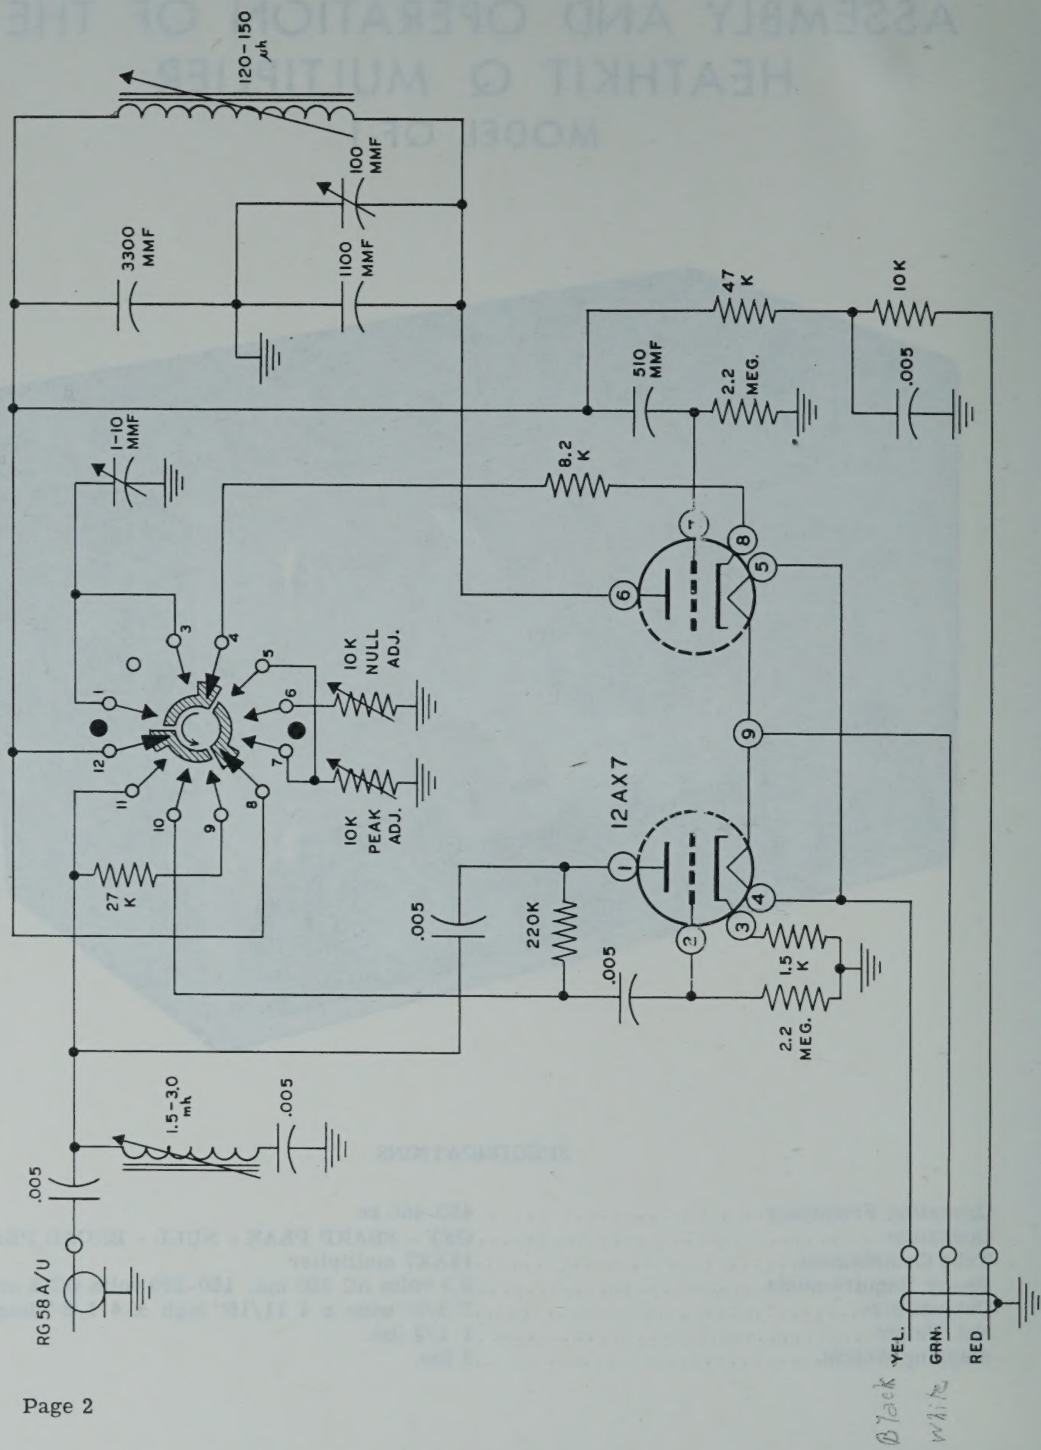 ASSEMBLY AND OPERATION OF THE
HEATHKIT Q MULTIPLIER
MODEL QF-1
120-150
μh
3300
MMF
100
MMF
1100
MMF
1-10
MMF
47
K
10K
510
MMF
2.2
MEG.
.005
8.2
K
1
3
4
5
6
7
8
9
10
11
12
10K
NULL
ADJ.
10K
PEAK
ADJ.
27
K
6
7
8
5
9
12AX7
1
2
3
4
.005
220K
.005
1.5
K
2.2
MEG.
1.5-3.0
mh
.005
.005
RG58A/U
SPECIFICATIONS
YEL.
GRN.
RED
Black
White
Page 2